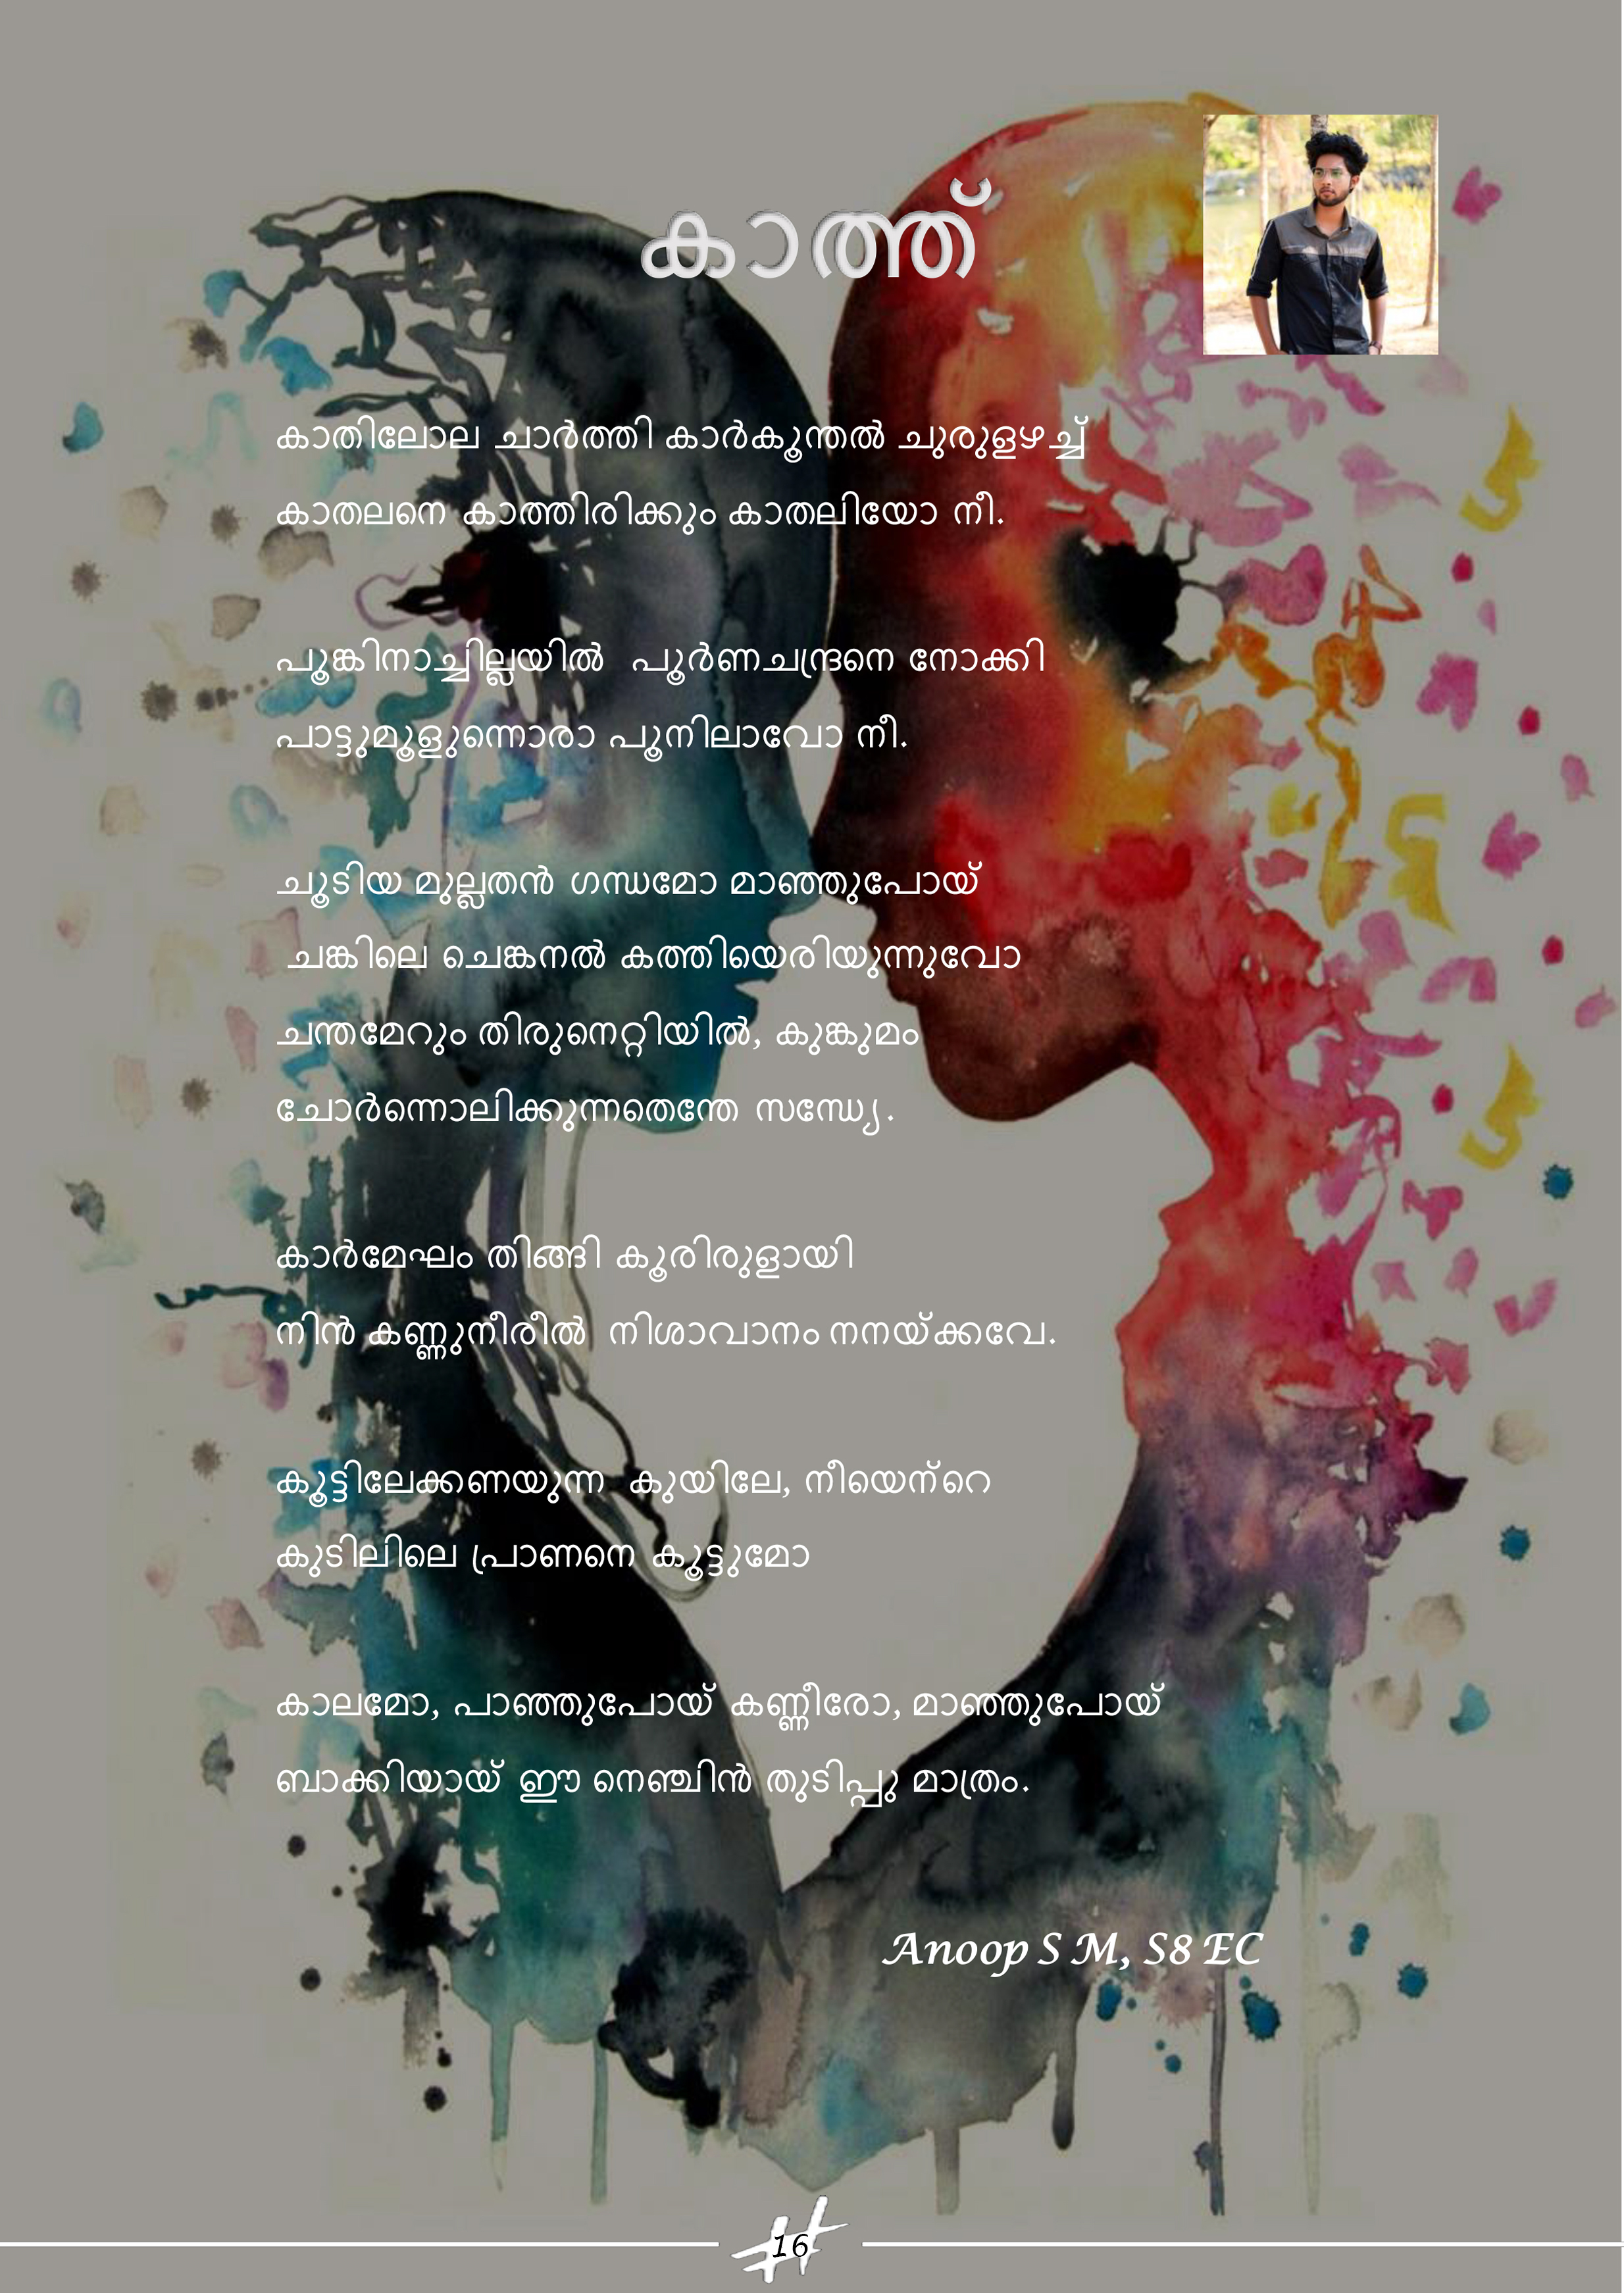 കാത്ത്
കാതിലോല ചാർത്തി കാർകൂന്തൽ ചുരുളഴച്ച്
കാതലനെ കാത്തിരിക്കും കാതലിയോ നീ.
പൂങ്കിനാച്ചില്ലയിൽ പൂർണചന്ദ്രനെ നോക്കി
പാട്ടുമൂളുന്നൊരാ പൂനിലാവോ നീ.
ചൂടിയ മുല്ലതൻ ഗന്ധമോ മാഞ്ഞുപോയ്
ചങ്കിലെ ചെങ്കനൽ കത്തിയെരിയുന്നുവോ
ചന്തമേറും തിരുനെറ്റിയിൽ, കുങ്കുമം
ചോർന്നൊലിക്കുന്നതെന്തേ സന്ധ്യേ.
കാർമേഘം തിങ്ങി കൂരിരുളായി
നിൻ കണ്ണുനീരീൽ നിശാവാനം നനയ്ക്കവേ.
കൂട്ടിലേക്കണയുന്ന കുയിലേ, നീയെന്റെ
കുടിലിലെ പ്രാണനെ കൂട്ടുമോ
കാലമോ, പാഞ്ഞുപോയ് കണ്ണീരോ, മാഞ്ഞുപോയ്
ബാക്കിയായ് ഈ നെഞ്ചിൻ തുടിപ്പു മാത്രം.
Anoop S M, S8 EC
16